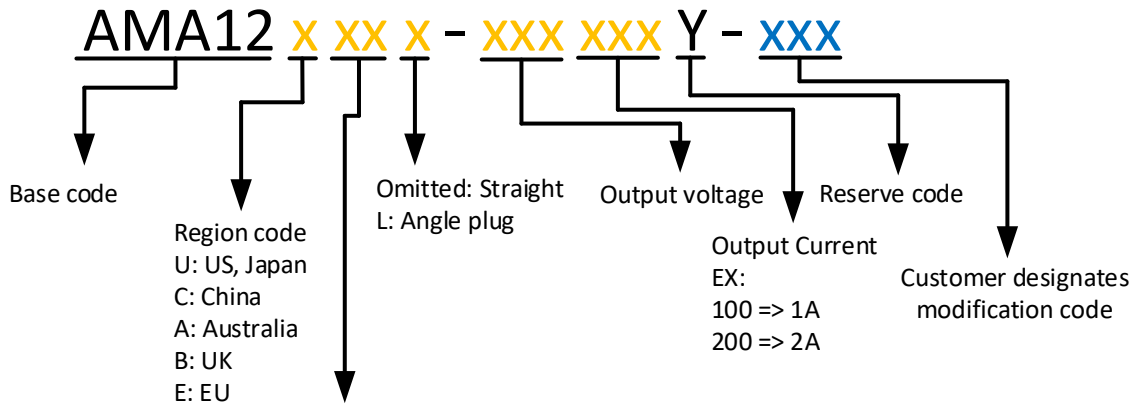 AMA12 x xx x - xxx xxx Y - xxx
Base code
Region code
U: US, Japan
C: China
A: Australia
B: UK
E: EU
Omitted: Straight
L: Angle plug
Output voltage
Output Current
EX:
100 => 1A
200 => 2A
Reserve code
Customer designates
modification code